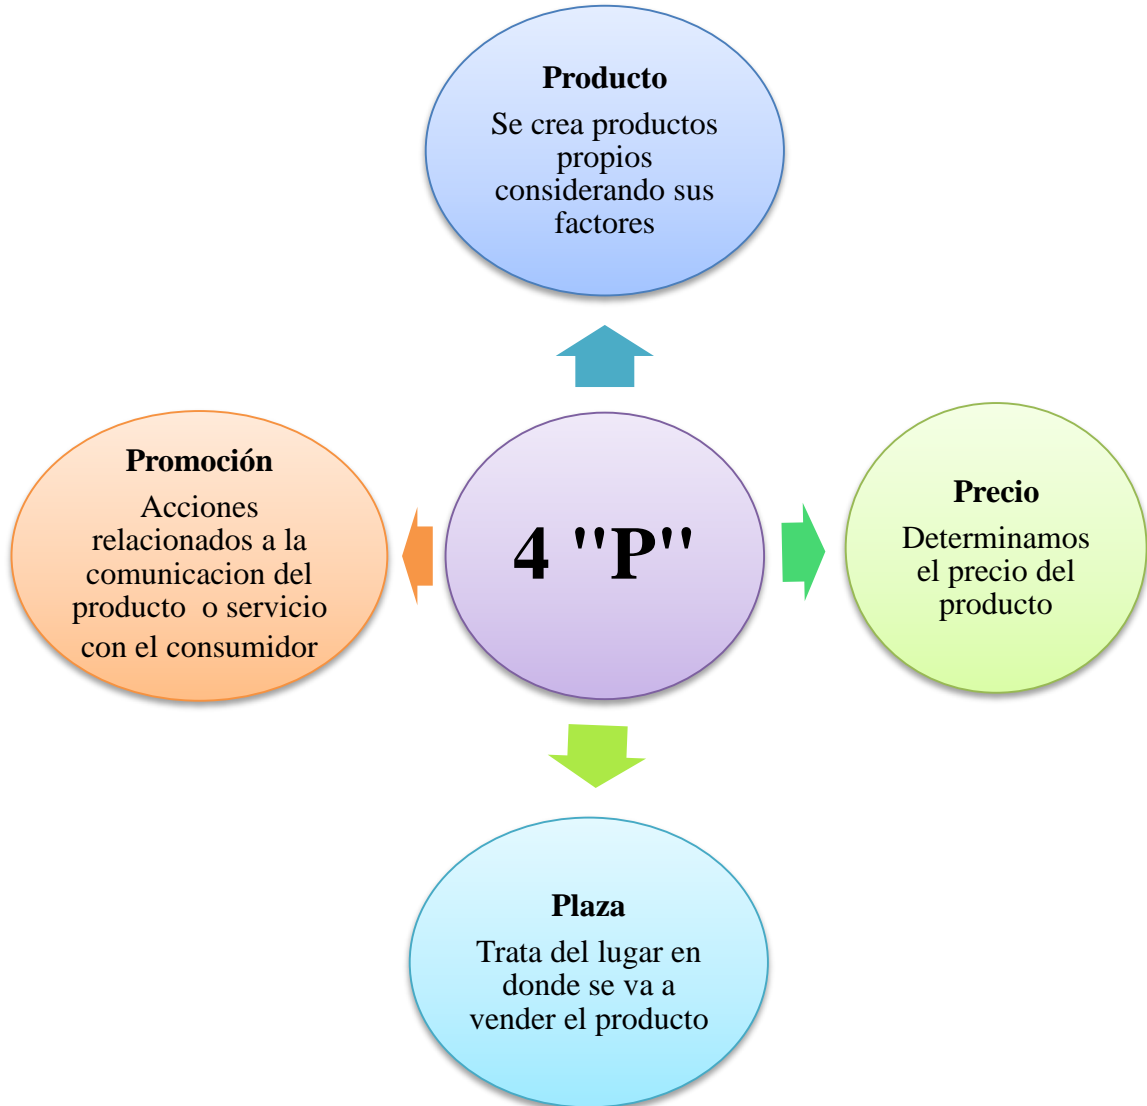 Producto
Se crea productos
propios
considerando sus
factores
Promoción
Acciones
relacionados a la
comunicacion del
producto o servicio
con el consumidor
4 "P"
Precio
Determinamos
el precio del
producto
Plaza
Trata del lugar en
donde se va a
vender el producto